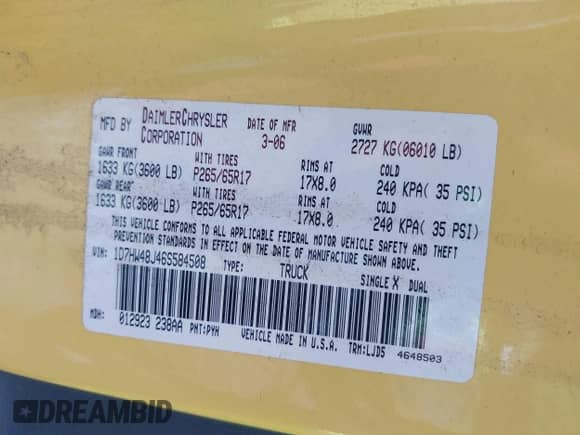 MFD BY DAIMLERCHRYSLER CORPORATION DATE OF MFR 3-06 GVWR 2727 KG(06010 LB)
GAWR FRONT WITH TIRES RIMS AT COLD
1633 KG(3600 LB) P265/65R17 17X8.0 240 KPA( 35 PSI)
GAWR REAR WITH TIRES RIMS AT COLD
1633 KG(3600 LB) P265/65R17 17X8.0 240 KPA( 35 PSI)
THIS VEHICLE CONFORMS TO ALL APPLICABLE FEDERAL MOTOR VEHICLE SAFETY AND THEFT
PREVENTION STANDARDS IN EFFECT ON THE DATE OF MANUFACTURE SHOWN ABOVE.
VIN: 1D7HW48J46S584508 TYPE: TRUCK SINGLE X DUAL
MDH: 012923 238AA PNT:PYH VEHICLE MADE IN U.S.A. TRM:LJD5 4648503
DREAMBID